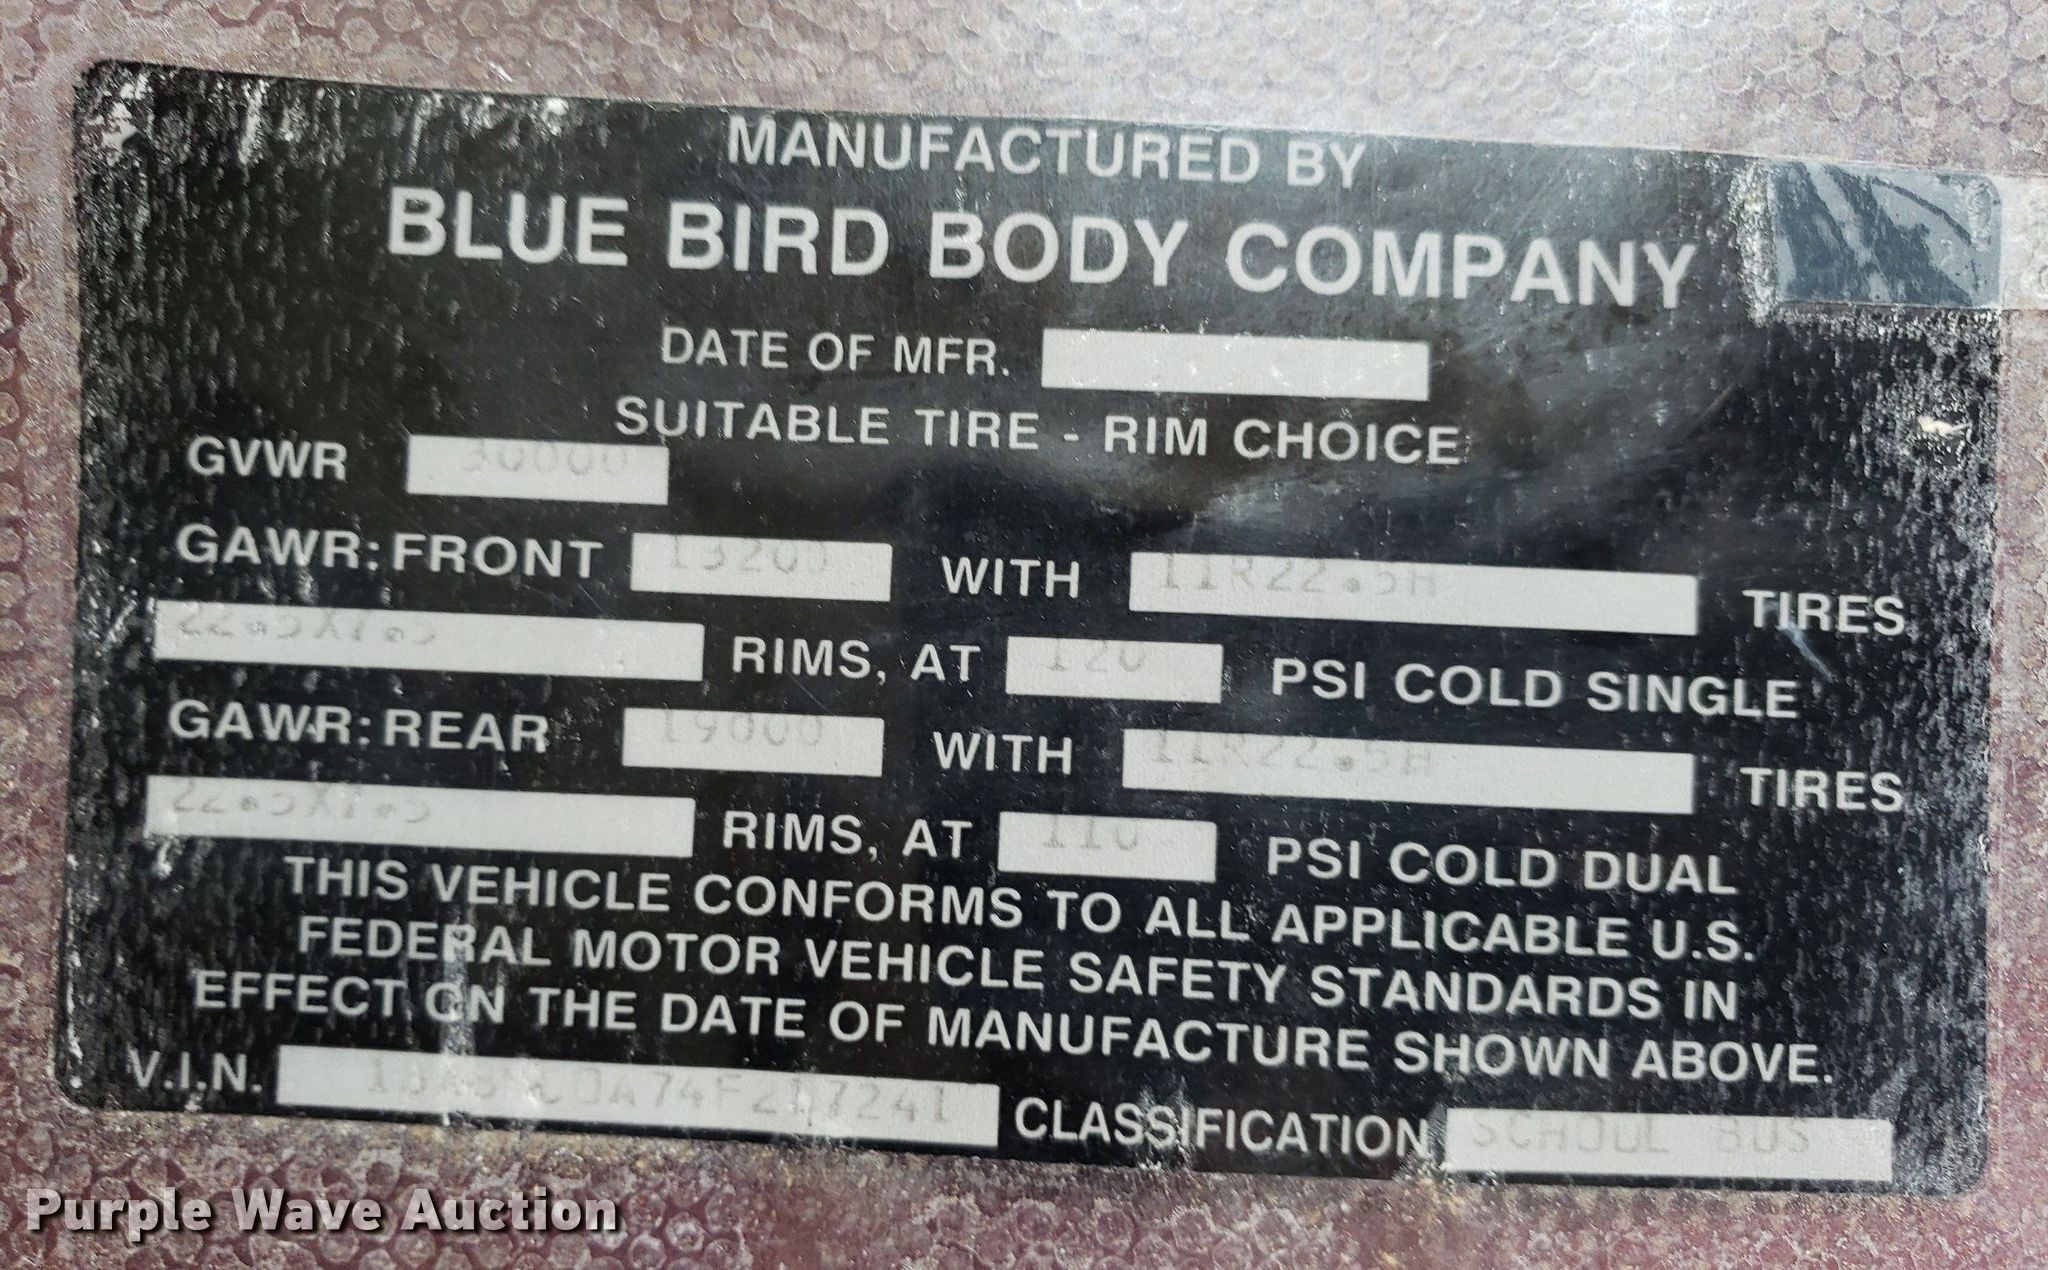 MANUFACTURED BY
BLUE BIRD BODY COMPANY
DATE OF MFR.
SUITABLE TIRE - RIM CHOICE
GVWR 30000
GAWR: FRONT 13200 WITH 11R22.5H TIRES
22.5X7.5 RIMS, AT 120 PSI COLD SINGLE
GAWR: REAR 19000 WITH 11R22.5H TIRES
22.5X7.5 RIMS, AT 110 PSI COLD DUAL
THIS VEHICLE CONFORMS TO ALL APPLICABLE U.S.
FEDERAL MOTOR VEHICLE SAFETY STANDARDS IN
EFFECT ON THE DATE OF MANUFACTURE SHOWN ABOVE.
V.I.N. CLASSIFICATION SCHOOL BUS
Purple Wave Auction